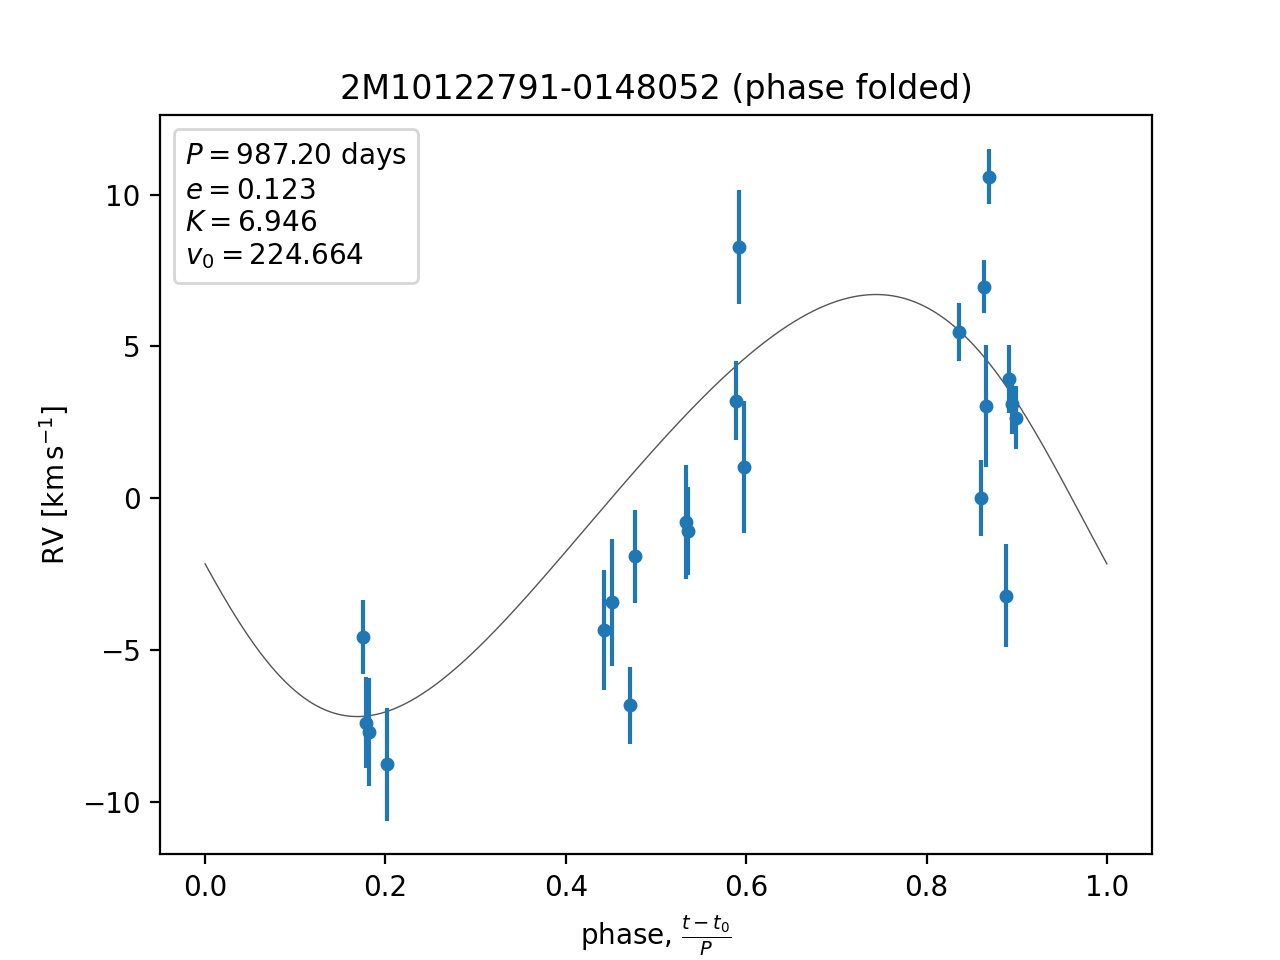 2M10122791-0148052 (phase folded)
P = 987.20 days
e = 0.123
K = 6.946
v₀ = 224.664
10
5
0
−5
−10
RV [km s⁻¹]
0.0 0.2 0.4 0.6 0.8 1.0
phase, (t − t₀)/P